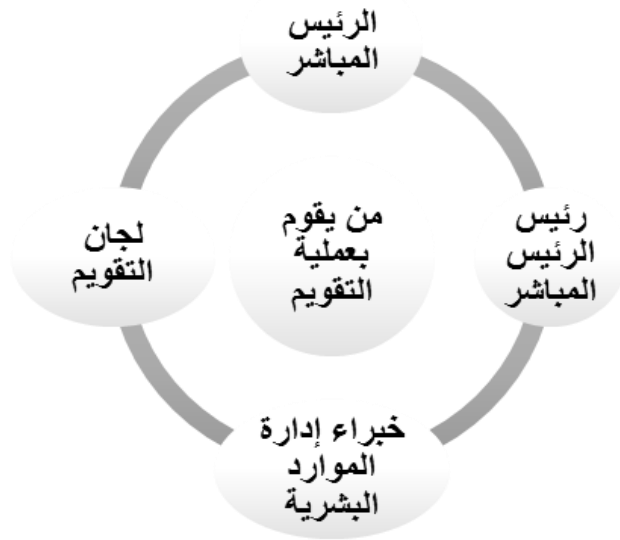 الرئيس
المباشر
رئيس
الرئيس
المباشر
من يقوم
بعملية
التقويم
لجان
التقويم
خبراء إدارة
الموارد
البشرية